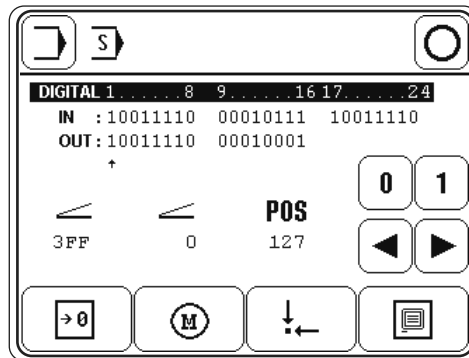 S
DIGITAL 1......8 9......16 17......24
IN :10011110 00010111 10011110
OUT:10011110 00010001
0 1
POS
3FF 0 127
→0 M